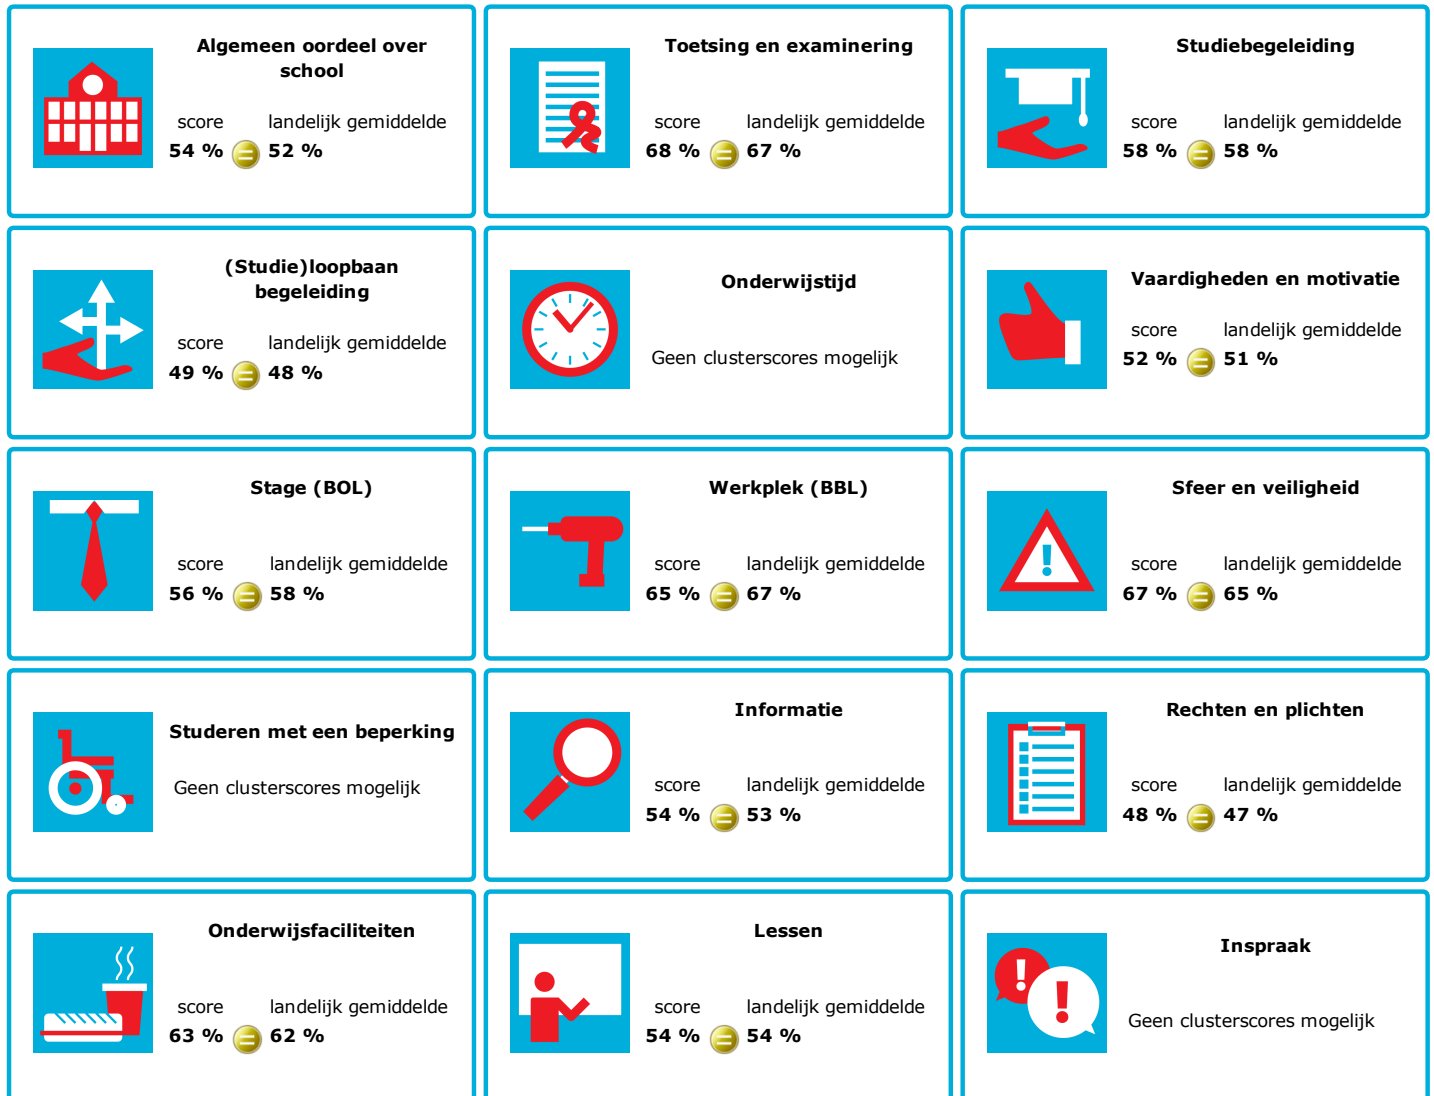 Algemeen oordeel over
school
score landelijk gemiddelde
54 % = 52 %
Toetsing en examinering
score landelijk gemiddelde
68 % = 67 %
Studiebegeleiding
score landelijk gemiddelde
58 % = 58 %
(Studie)loopbaan
begeleiding
score landelijk gemiddelde
49 % = 48 %
Onderwijstijd
Geen clusterscores mogelijk
Vaardigheden en motivatie
score landelijk gemiddelde
52 % = 51 %
Stage (BOL)
score landelijk gemiddelde
56 % = 58 %
Werkplek (BBL)
score landelijk gemiddelde
65 % = 67 %
Sfeer en veiligheid
score landelijk gemiddelde
67 % = 65 %
Studeren met een beperking
Geen clusterscores mogelijk
Informatie
score landelijk gemiddelde
54 % = 53 %
Rechten en plichten
score landelijk gemiddelde
48 % = 47 %
Onderwijsfaciliteiten
score landelijk gemiddelde
63 % = 62 %
Lessen
score landelijk gemiddelde
54 % = 54 %
Inspraak
Geen clusterscores mogelijk